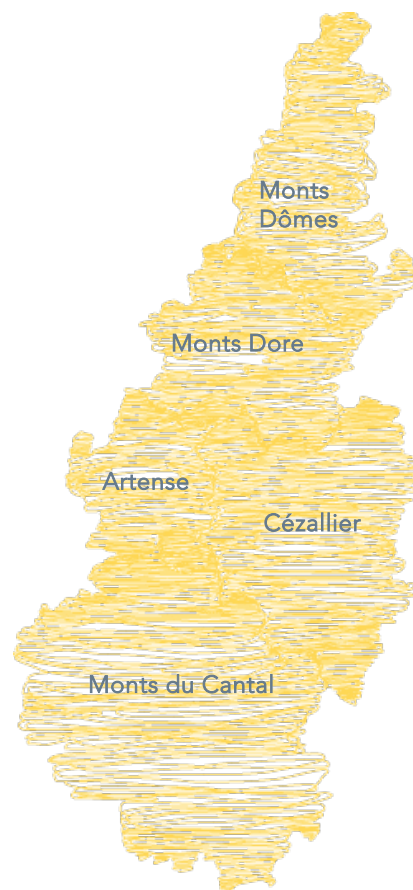 Monts
Dômes
Monts Dore
Artense
Cézallier
Monts du Cantal